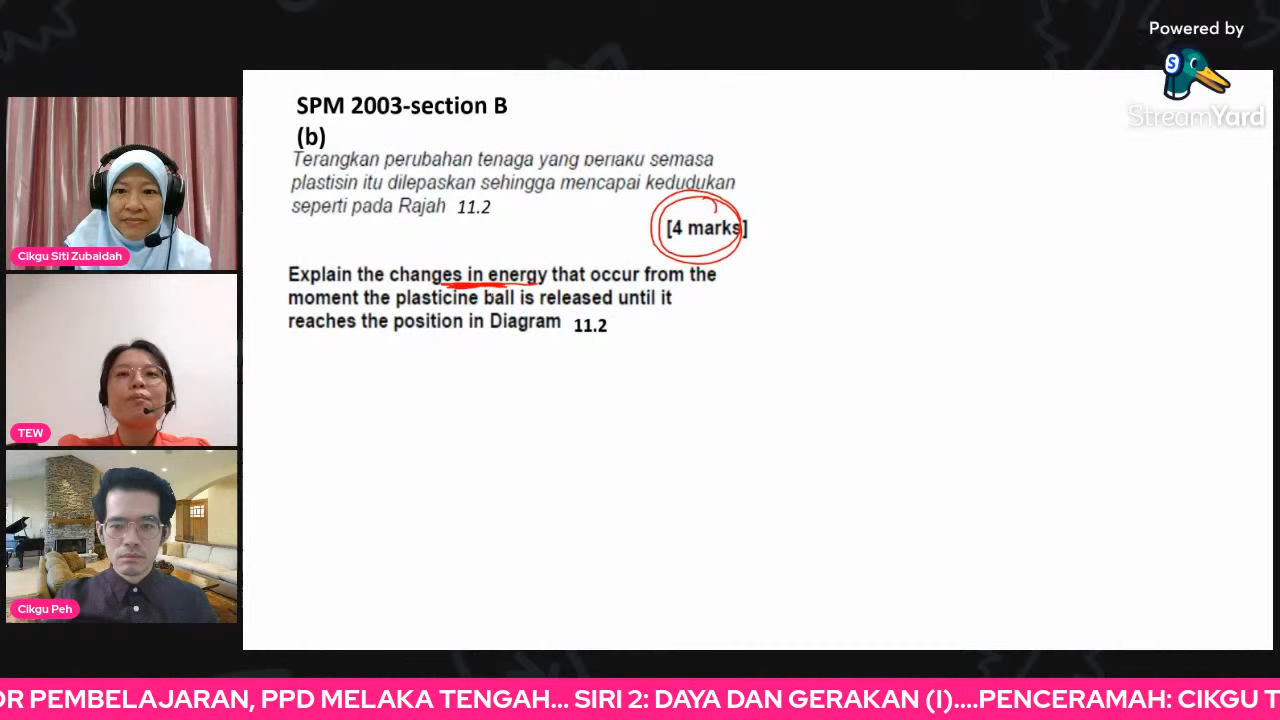 Powered by
StreamYard
SPM 2003-section B
(b)
Terangkan perubahan tenaga yang berlaku semasa
plastisin itu dilepaskan sehingga mencapai kedudukan
seperti pada Rajah 11.2
[4 marks]
Explain the changes in energy that occur from the
moment the plasticine ball is released until it
reaches the position in Diagram 11.2
Cikgu Siti Zubaidah
TEW
Cikgu Peh
OR PEMBELAJARAN, PPD MELAKA TENGAH... SIRI 2: DAYA DAN GERAKAN (I)....PENCERAMAH: CIKGU T